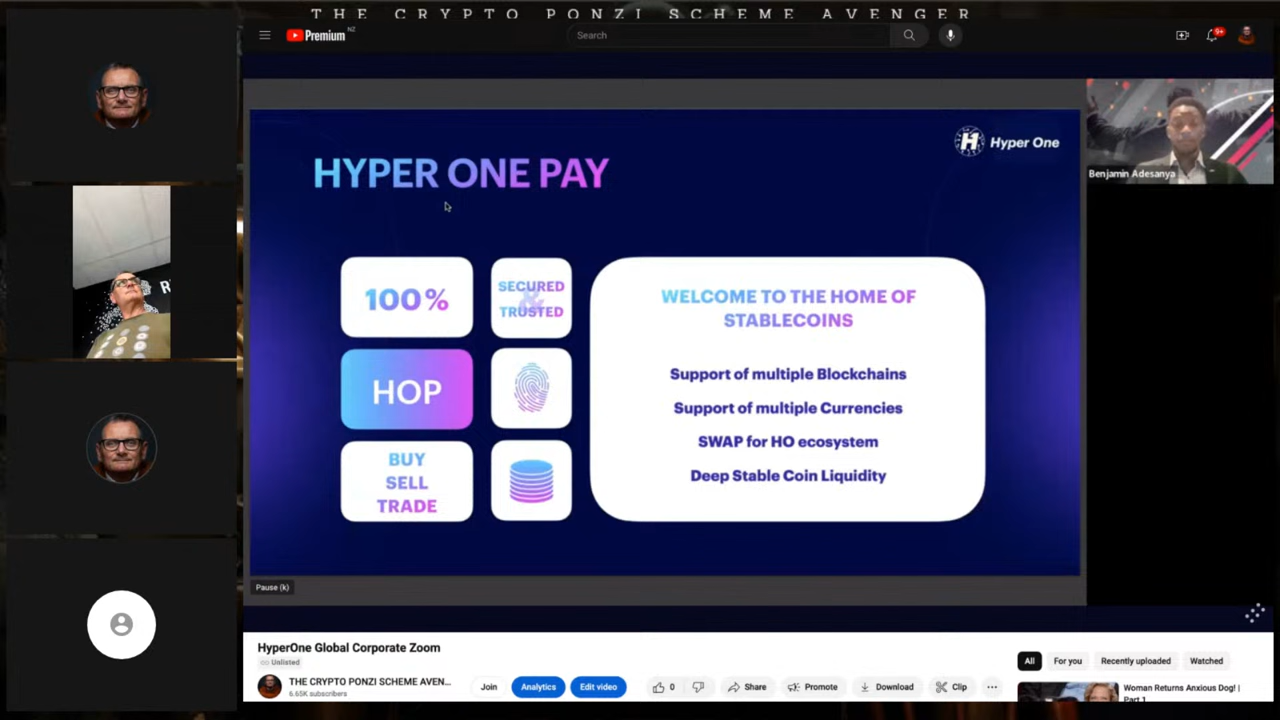 THE CRYPTO PONZI SCHEME AVENGER
Premium NZ
Search
9+
Hyper One
HYPER ONE PAY
Benjamin Adesanya
100%
SECURED
&
TRUSTED
WELCOME TO THE HOME OF
STABLECOINS
Support of multiple Blockchains
HOP
Support of multiple Currencies
SWAP for HO ecosystem
BUY
SELL
TRADE
Deep Stable Coin Liquidity
Pause (k)
HyperOne Global Corporate Zoom
Unlisted
All
For you
Recently uploaded
Watched
THE CRYPTO PONZI SCHEME AVEN...
6.65K subscribers
Join
Analytics
Edit video
0
Share
Promote
Download
Clip
Woman Returns Anxious Dog! |
Part 1